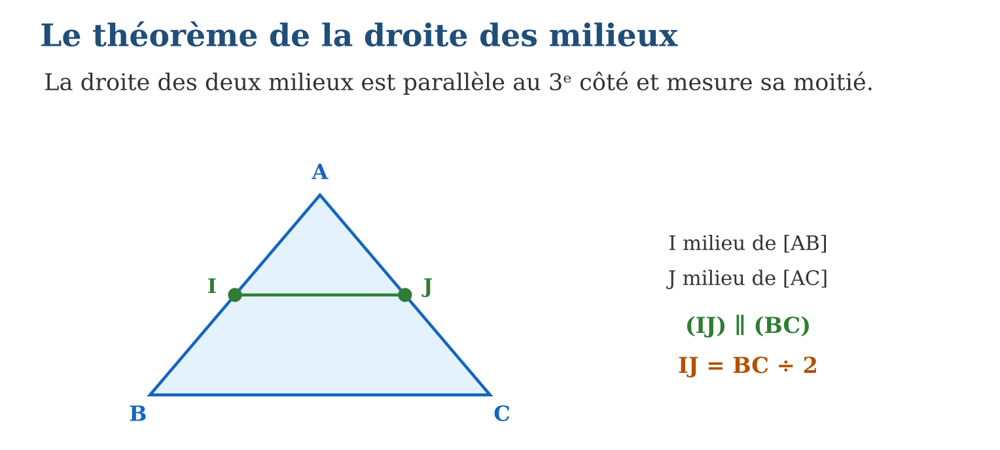 Le théorème de la droite des milieux
La droite des deux milieux est parallèle au 3ᵉ côté et mesure sa moitié.
A
I milieu de [AB]
I
J
J milieu de [AC]
(IJ) ∥ (BC)
IJ = BC ÷ 2
B
C